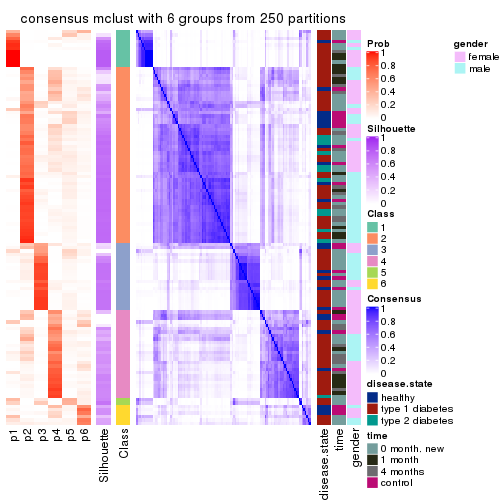 consensus mclust with 6 groups from 250 partitions
Prob
1
0.8
0.6
0.4
0.2
0
Silhouette
1
0.8
0.6
0.4
0.2
0
Class
1
2
3
4
5
6
Consensus
1
0.8
0.6
0.4
0.2
0
disease.state
healthy
type 1 diabetes
type 2 diabetes
time
0 month, new
1 month
4 months
control
gender
female
male
p1
p2
p3
p4
p5
p6
Silhouette
Class
disease.state
time
gender